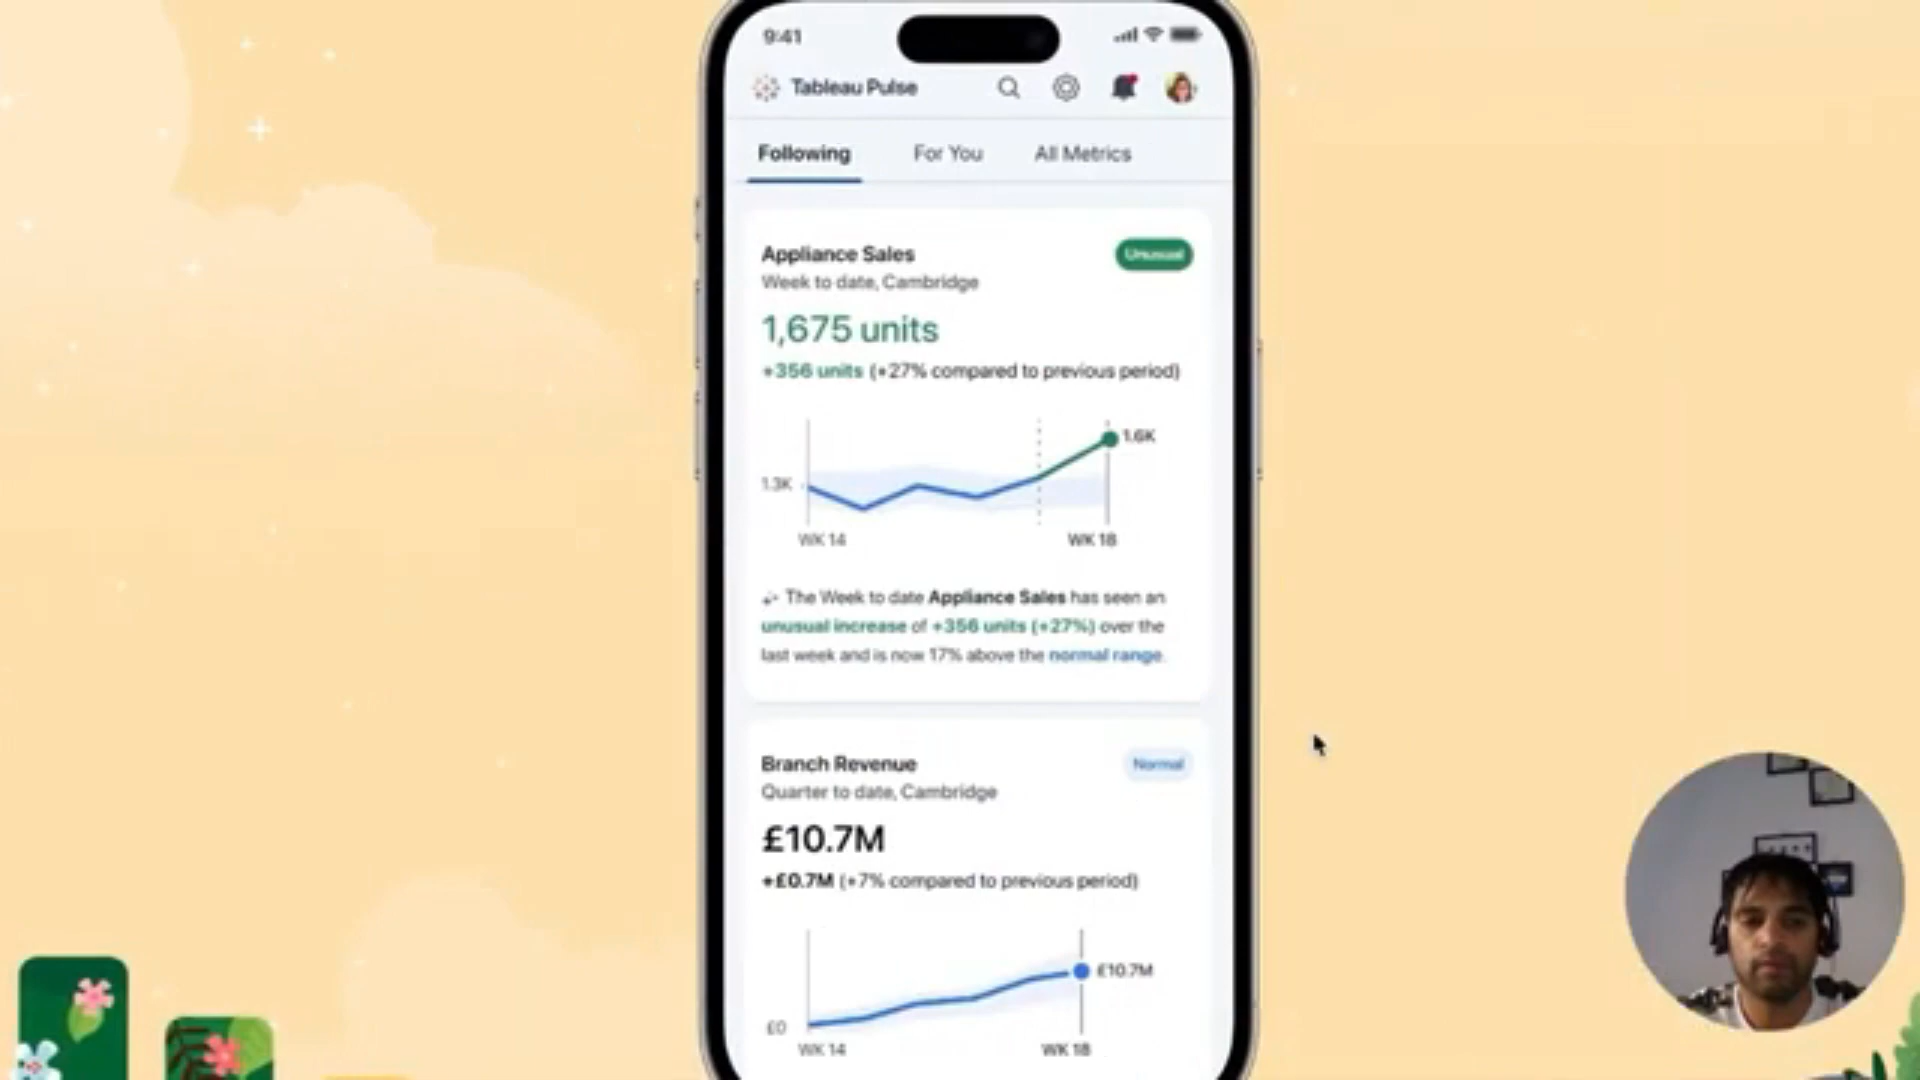 9:41
Tableau Pulse
Following For You All Metrics
Appliance Sales Unusual
Week to date, Cambridge
1,675 units
+356 units (+27% compared to previous period)
1.6K
1.3K
WK 14 WK 18
The Week to date Appliance Sales has seen an
unusual increase of +356 units (+27%) over the
last week and is now 17% above the normal range.
Branch Revenue Normal
Quarter to date, Cambridge
£10.7M
+£0.7M (+7% compared to previous period)
£10.7M
£0
WK 14 WK 18